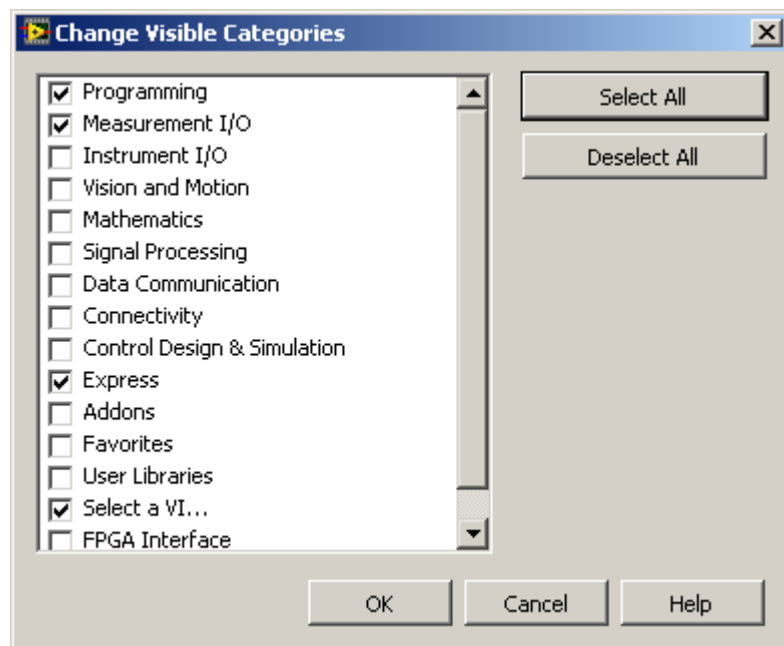 Change Visible Categories
Programming
Measurement I/O
Instrument I/O
Vision and Motion
Mathematics
Signal Processing
Data Communication
Connectivity
Control Design & Simulation
Express
Addons
Favorites
User Libraries
Select a VI...
FPGA Interface
Select All
Deselect All
OK Cancel Help